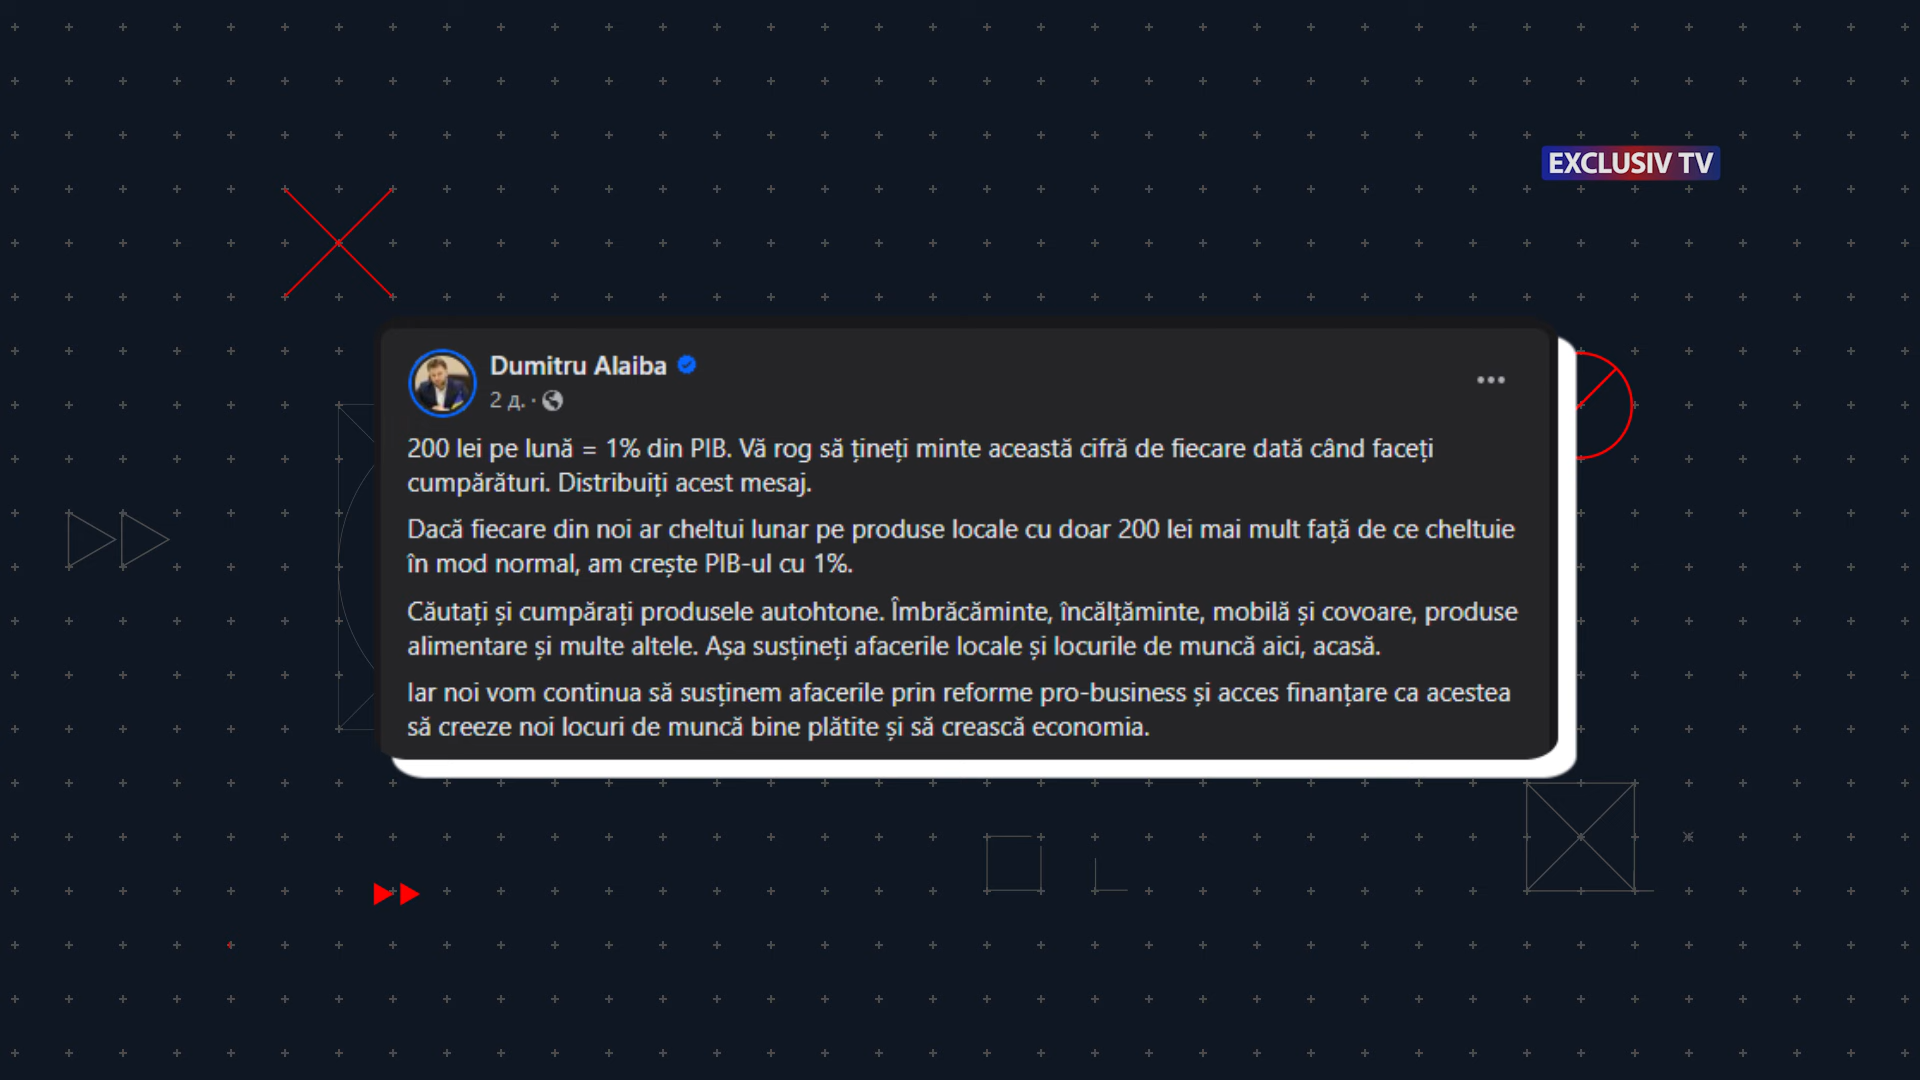 EXCLUSIV TV
Dumitru Alaiba
2 д. ·
200 lei pe lună = 1% din PIB. Vă rog să țineți minte această cifră de fiecare dată când faceți
cumpărături. Distribuiți acest mesaj.
Dacă fiecare din noi ar cheltui lunar pe produse locale cu doar 200 lei mai mult față de ce cheltuie
în mod normal, am crește PIB-ul cu 1%.
Căutați și cumpărați produsele autohtone. Îmbrăcăminte, încălțăminte, mobilă și covoare, produse
alimentare și multe altele. Așa susțineți afacerile locale și locurile de muncă aici, acasă.
Iar noi vom continua să susținem afacerile prin reforme pro-business și acces finanțare ca acestea
să creeze noi locuri de muncă bine plătite și să crească economia.